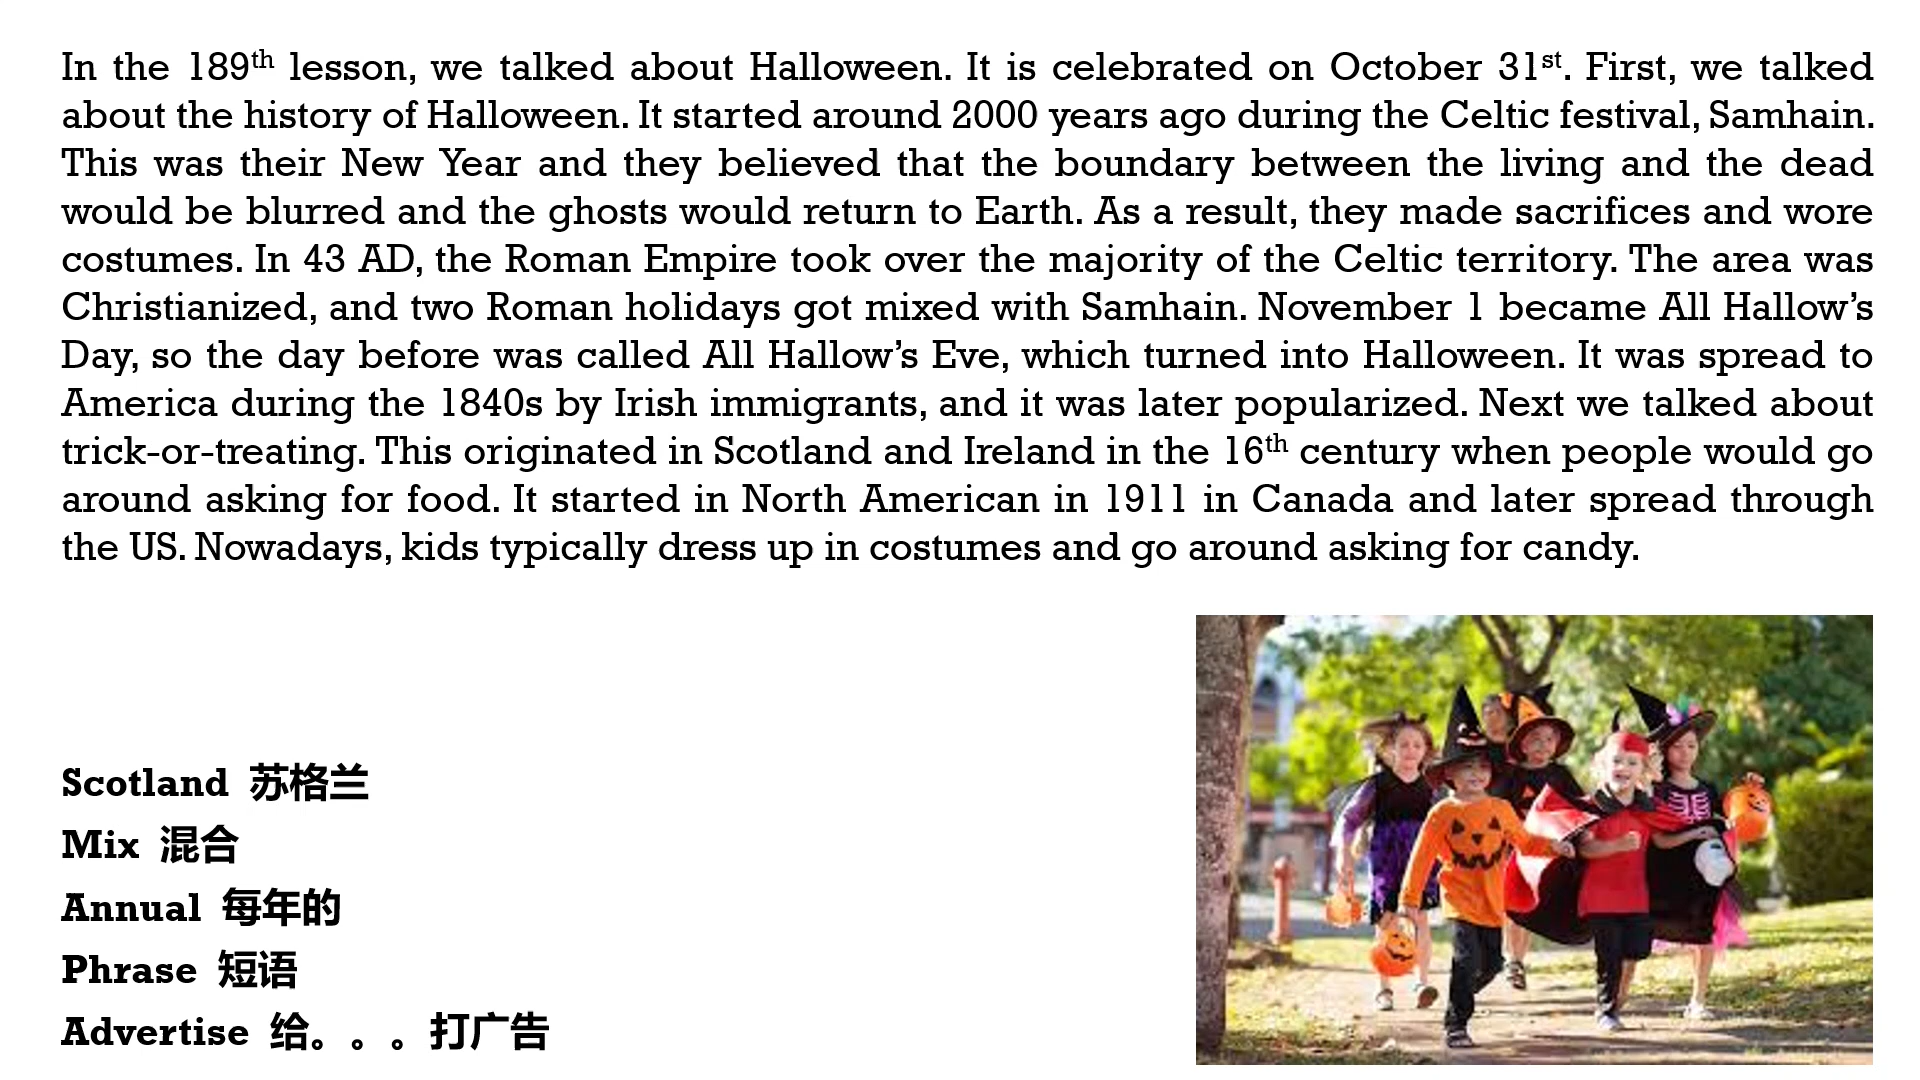 In the 189th lesson, we talked about Halloween. It is celebrated on October 31st. First, we talked
about the history of Halloween. It started around 2000 years ago during the Celtic festival, Samhain.
This was their New Year and they believed that the boundary between the living and the dead
would be blurred and the ghosts would return to Earth. As a result, they made sacrifices and wore
costumes. In 43 AD, the Roman Empire took over the majority of the Celtic territory. The area was
Christianized, and two Roman holidays got mixed with Samhain. November 1 became All Hallow’s
Day, so the day before was called All Hallow’s Eve, which turned into Halloween. It was spread to
America during the 1840s by Irish immigrants, and it was later popularized. Next we talked about
trick-or-treating. This originated in Scotland and Ireland in the 16th century when people would go
around asking for food. It started in North American in 1911 in Canada and later spread through
the US. Nowadays, kids typically dress up in costumes and go around asking for candy.
Scotland 苏格兰
Mix 混合
Annual 每年的
Phrase 短语
Advertise 给。。。打广告